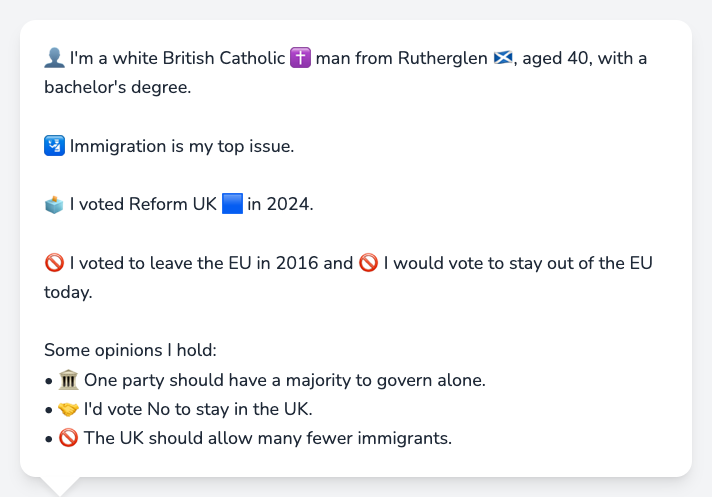 👤 I'm a white British Catholic ✝️ man from Rutherglen 🏴󠁧󠁢󠁳󠁣󠁴󠁿, aged 40, with a
bachelor's degree.
🛂 Immigration is my top issue.
🗳️ I voted Reform UK 🟦 in 2024.
🚫 I voted to leave the EU in 2016 and 🚫 I would vote to stay out of the EU
today.
Some opinions I hold:
• 🏛️ One party should have a majority to govern alone.
• 🤝 I'd vote No to stay in the UK.
• 🚫 The UK should allow many fewer immigrants.